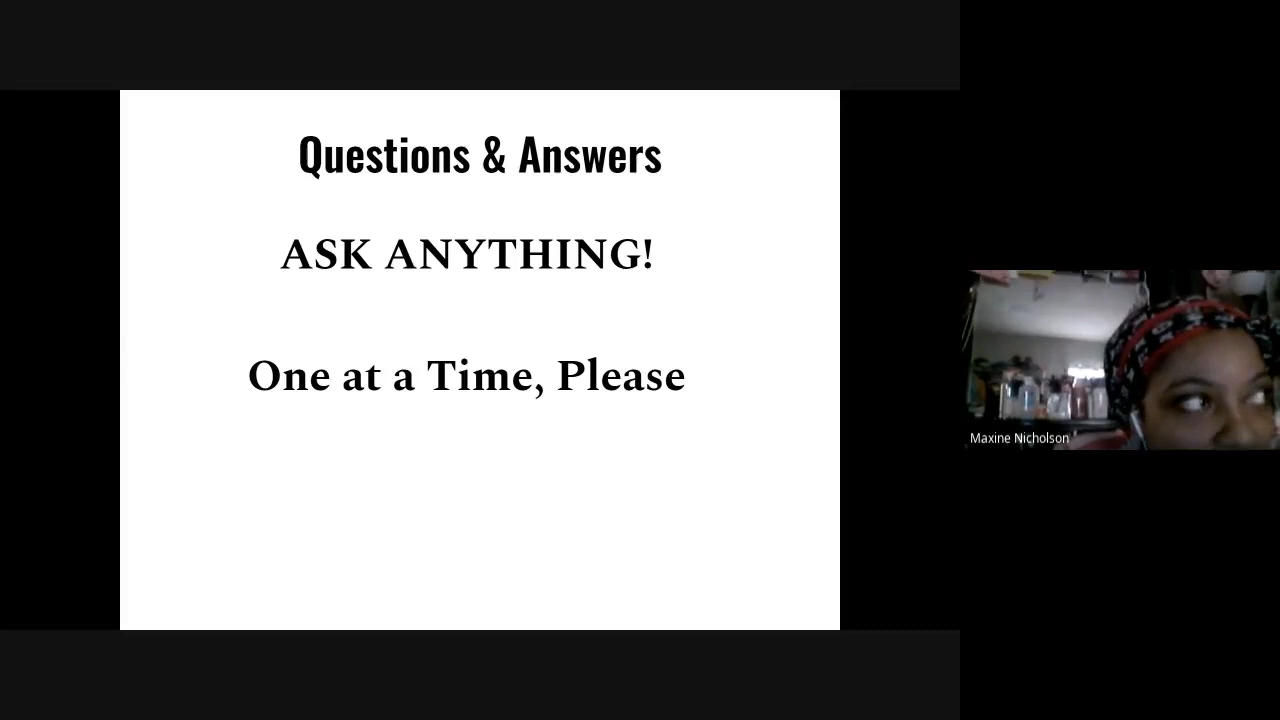 Questions & Answers
ASK ANYTHING!
One at a Time, Please
Maxine Nicholson